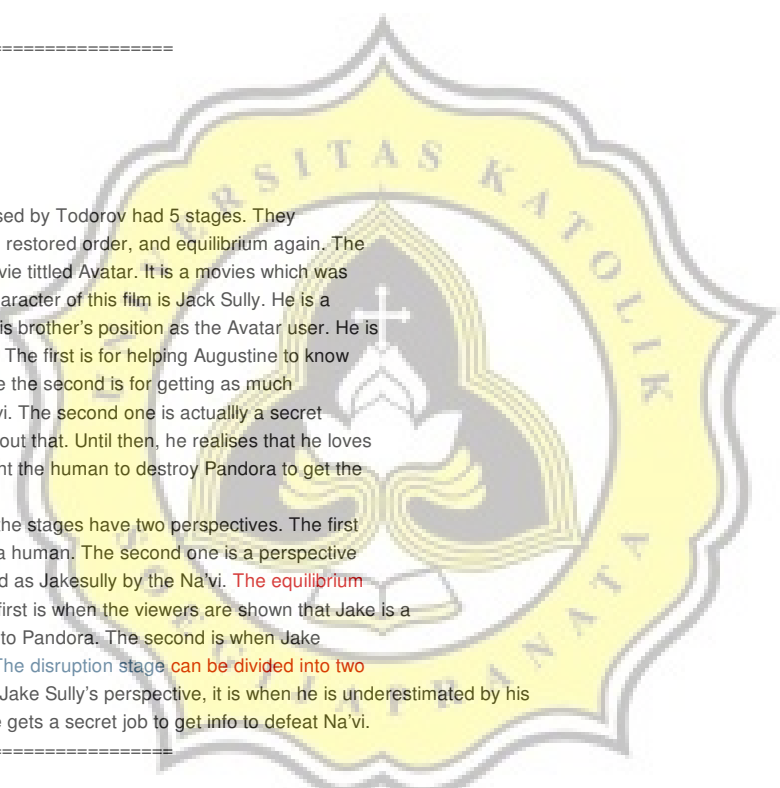 =================
sed by Todorov had 5 stages. They
restored order, and equilibrium again. The
vie tittled Avatar. It is a movies which was
aracter of this film is Jack Sully. He is a
is brother's position as the Avatar user. He is
The first is for helping Augustine to know
e the second is for getting as much
vi. The second one is actuallly a secret
out that. Until then, he realises that he loves
nt the human to destroy Pandora to get the
the stages have two perspectives. The first
a human. The second one is a perspective
d as Jakesully by the Na'vi. The equilibrium
first is when the viewers are shown that Jake is a
to Pandora. The second is when Jake
The disruption stage can be divided into two
Jake Sully's perspective, it is when he is underestimated by his
e gets a secret job to get info to defeat Na'vi.
=================
UNIVERSITAS KATOLIK
SOEGIJAPRANATA